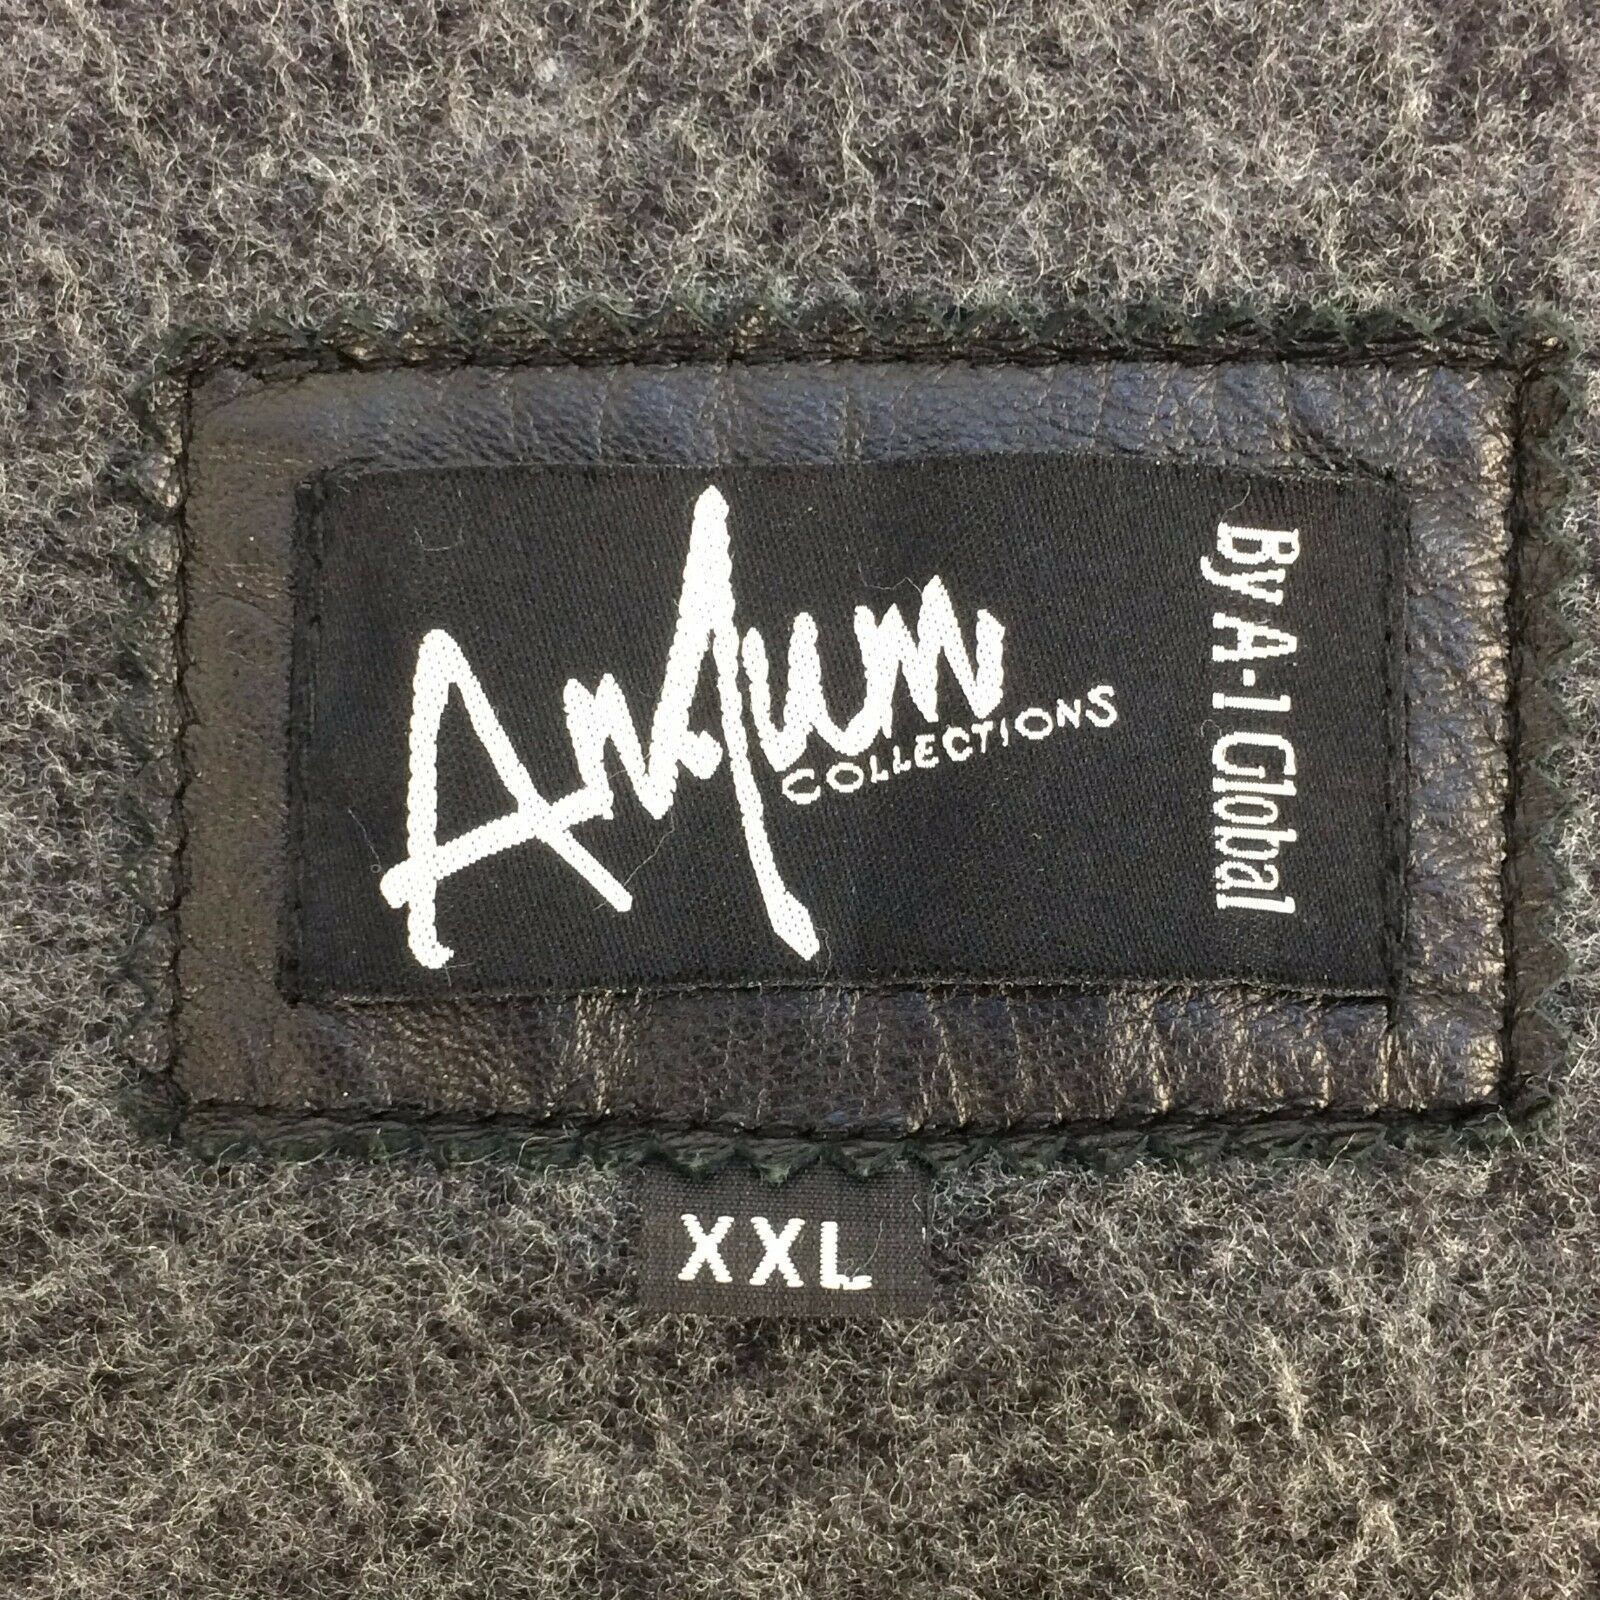 Anjum
COLLECTIONS
By A-1 Global
XXL